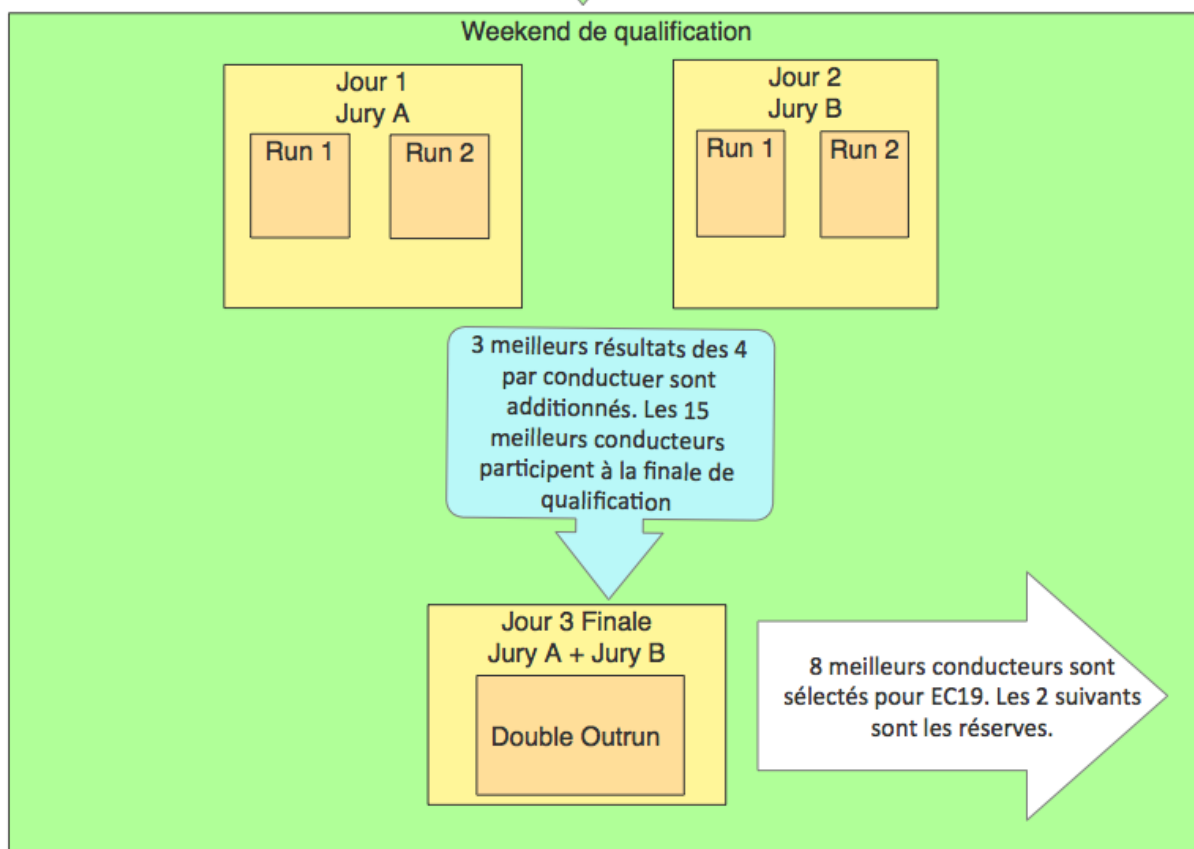 Weekend de qualification
Jour 1
Jury A
Run 1
Run 2
Jour 2
Jury B
Run 1
Run 2
3 meilleurs résultats des 4
par conductuer sont
additionnés. Les 15
meilleurs conducteurs
participent à la finale de
qualification
Jour 3 Finale
Jury A + Jury B
Double Outrun
8 meilleurs conducteurs sont
sélectés pour EC19. Les 2 suivants
sont les réserves.